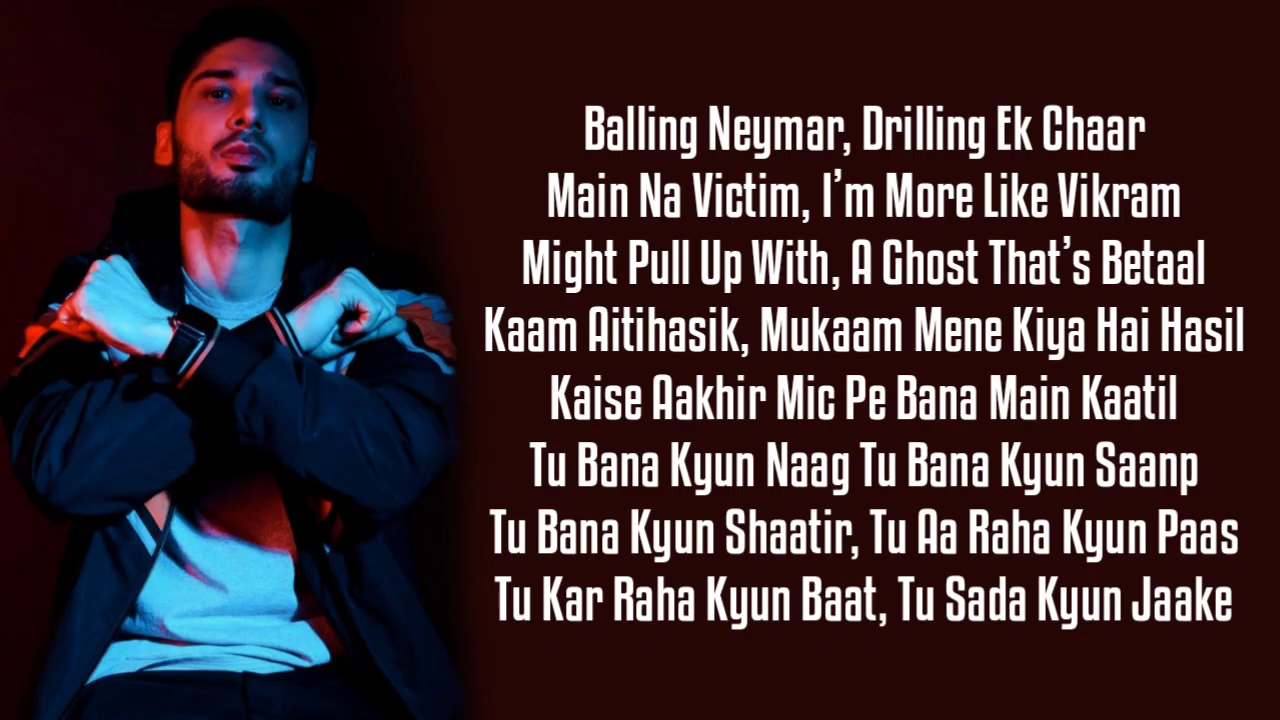 Balling Neymar, Drilling Ek Chaar
Main Na Victim, I'm More Like Vikram
Might Pull Up With, A Ghost That's Betaal
Kaam Aitihasik, Mukaam Mene Kiya Hai Hasil
Kaise Aakhir Mic Pe Bana Main Kaatil
Tu Bana Kyun Naag Tu Bana Kyun Saanp
Tu Bana Kyun Shaatir, Tu Aa Raha Kyun Paas
Tu Kar Raha Kyun Baat, Tu Sada Kyun Jaake